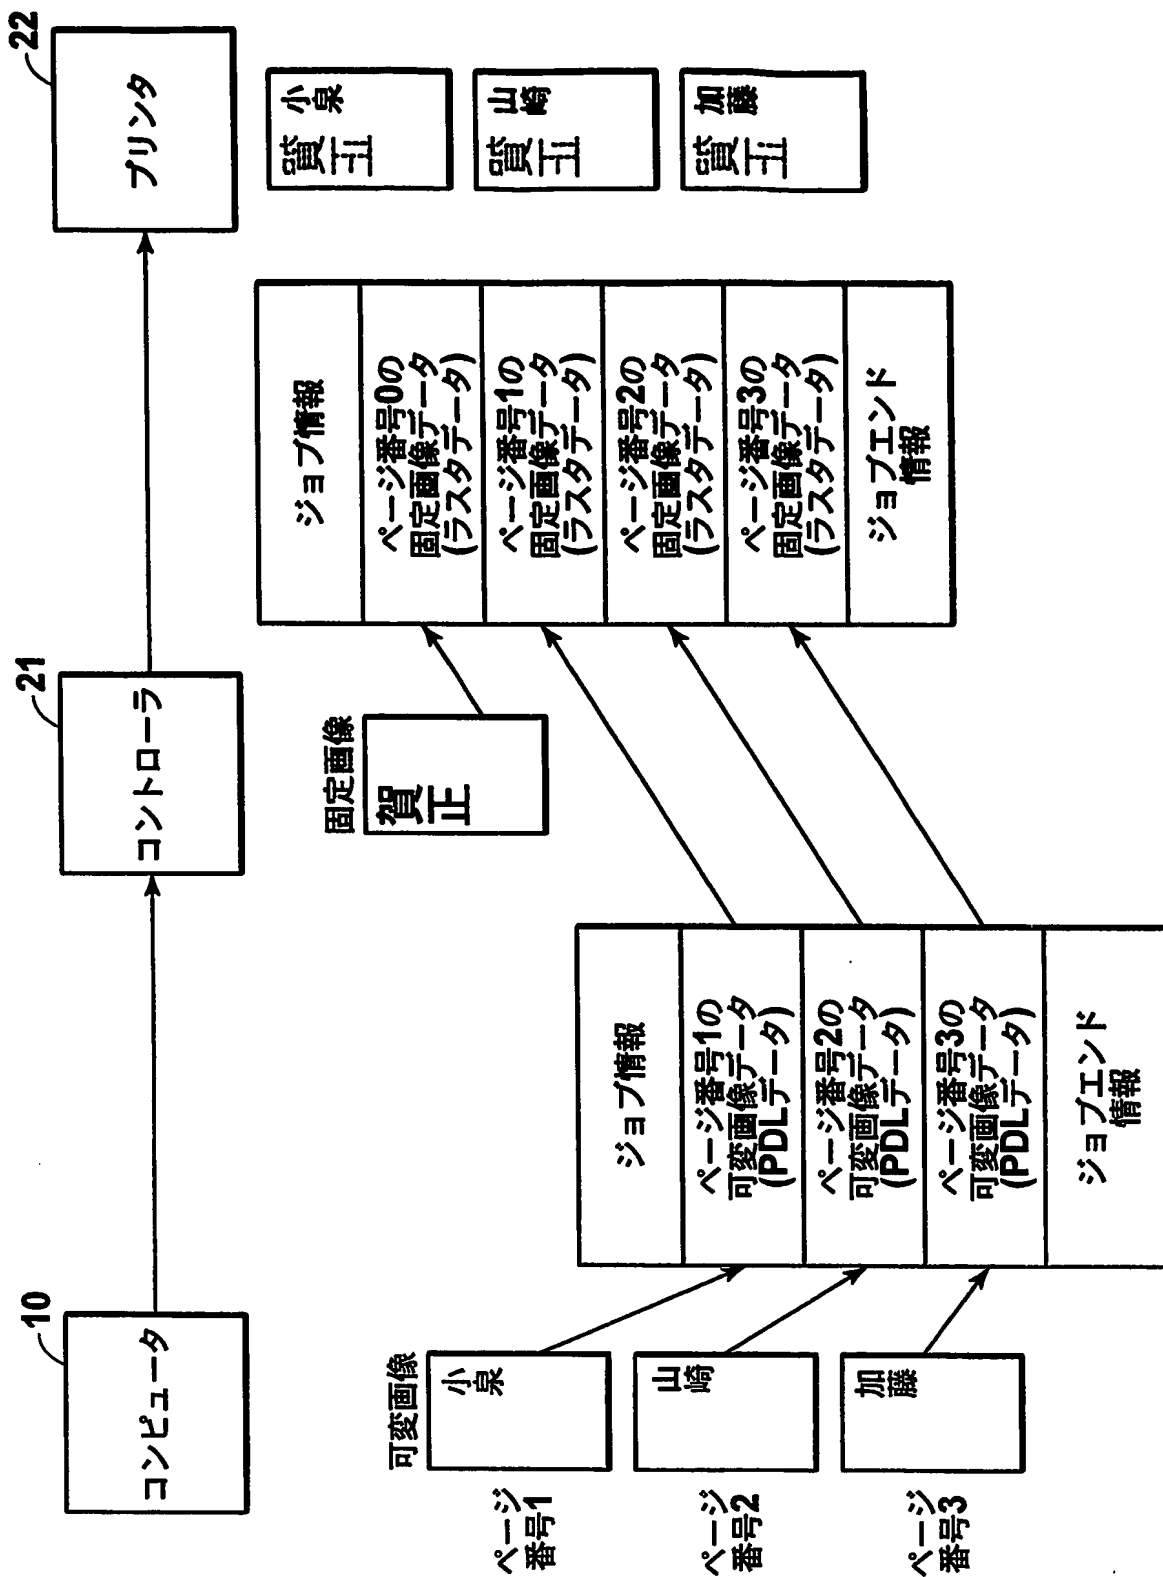 コンピュータ
10
コントローラ
21
プリンタ
22
可変画像
ページ
番号1
小
泉
ページ
番号2
山
崎
ページ
番号3
加
藤
ジョブ情報
ページ番号1の
可変画像データ
(PDLデータ)
ページ番号2の
可変画像データ
(PDLデータ)
ページ番号3の
可変画像データ
(PDLデータ)
ジョブエンド
情報
固定画像
賀
正
ジョブ情報
ページ番号0の
固定画像データ
(ラスタデータ)
ページ番号1の
固定画像データ
(ラスタデータ)
ページ番号2の
固定画像データ
(ラスタデータ)
ページ番号3の
固定画像データ
(ラスタデータ)
ジョブエンド
情報
小
泉
賀
正
山
崎
賀
正
加
藤
賀
正